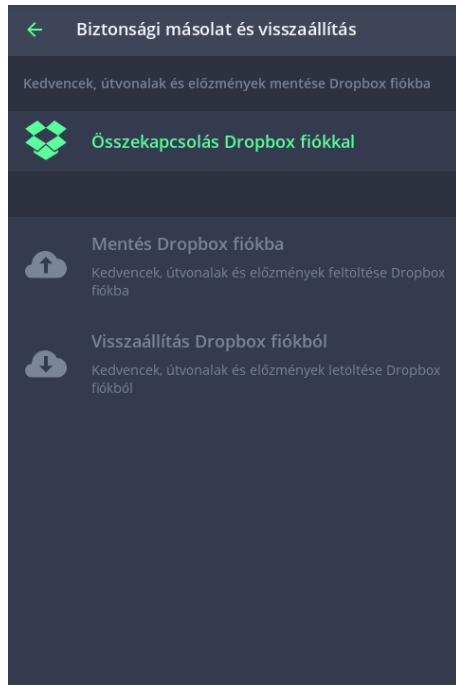 Biztonsági másolat és visszaállítás
Kedvencek, útvonalak és előzmények mentése Dropbox fiókba
Összekapcsolás Dropbox fiókkal
Mentés Dropbox fiókba
Kedvencek, útvonalak és előzmények feltöltése Dropbox
fiókba
Visszaállítás Dropbox fiókból
Kedvencek, útvonalak és előzmények letöltése Dropbox
fiókból